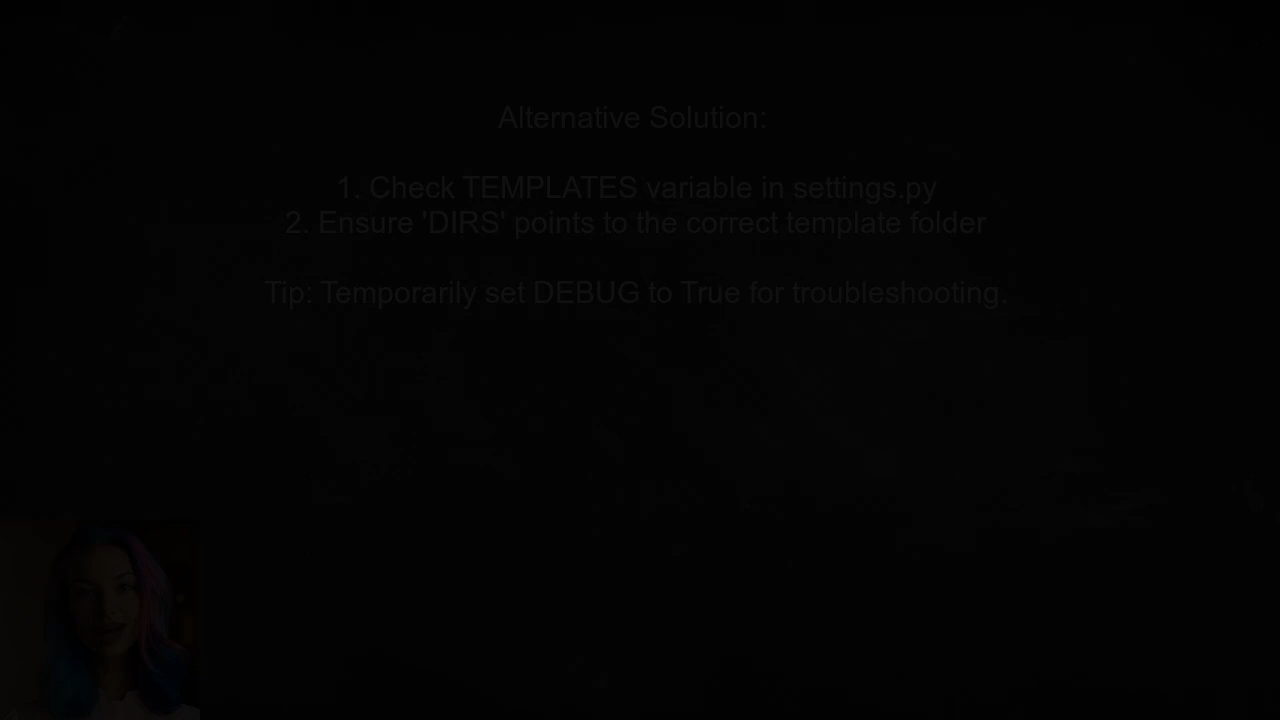 Alternative Solution:
1. Check TEMPLATES variable in settings.py
2. Ensure 'DIRS' points to the correct template folder
Tip: Temporarily set DEBUG to True for troubleshooting.